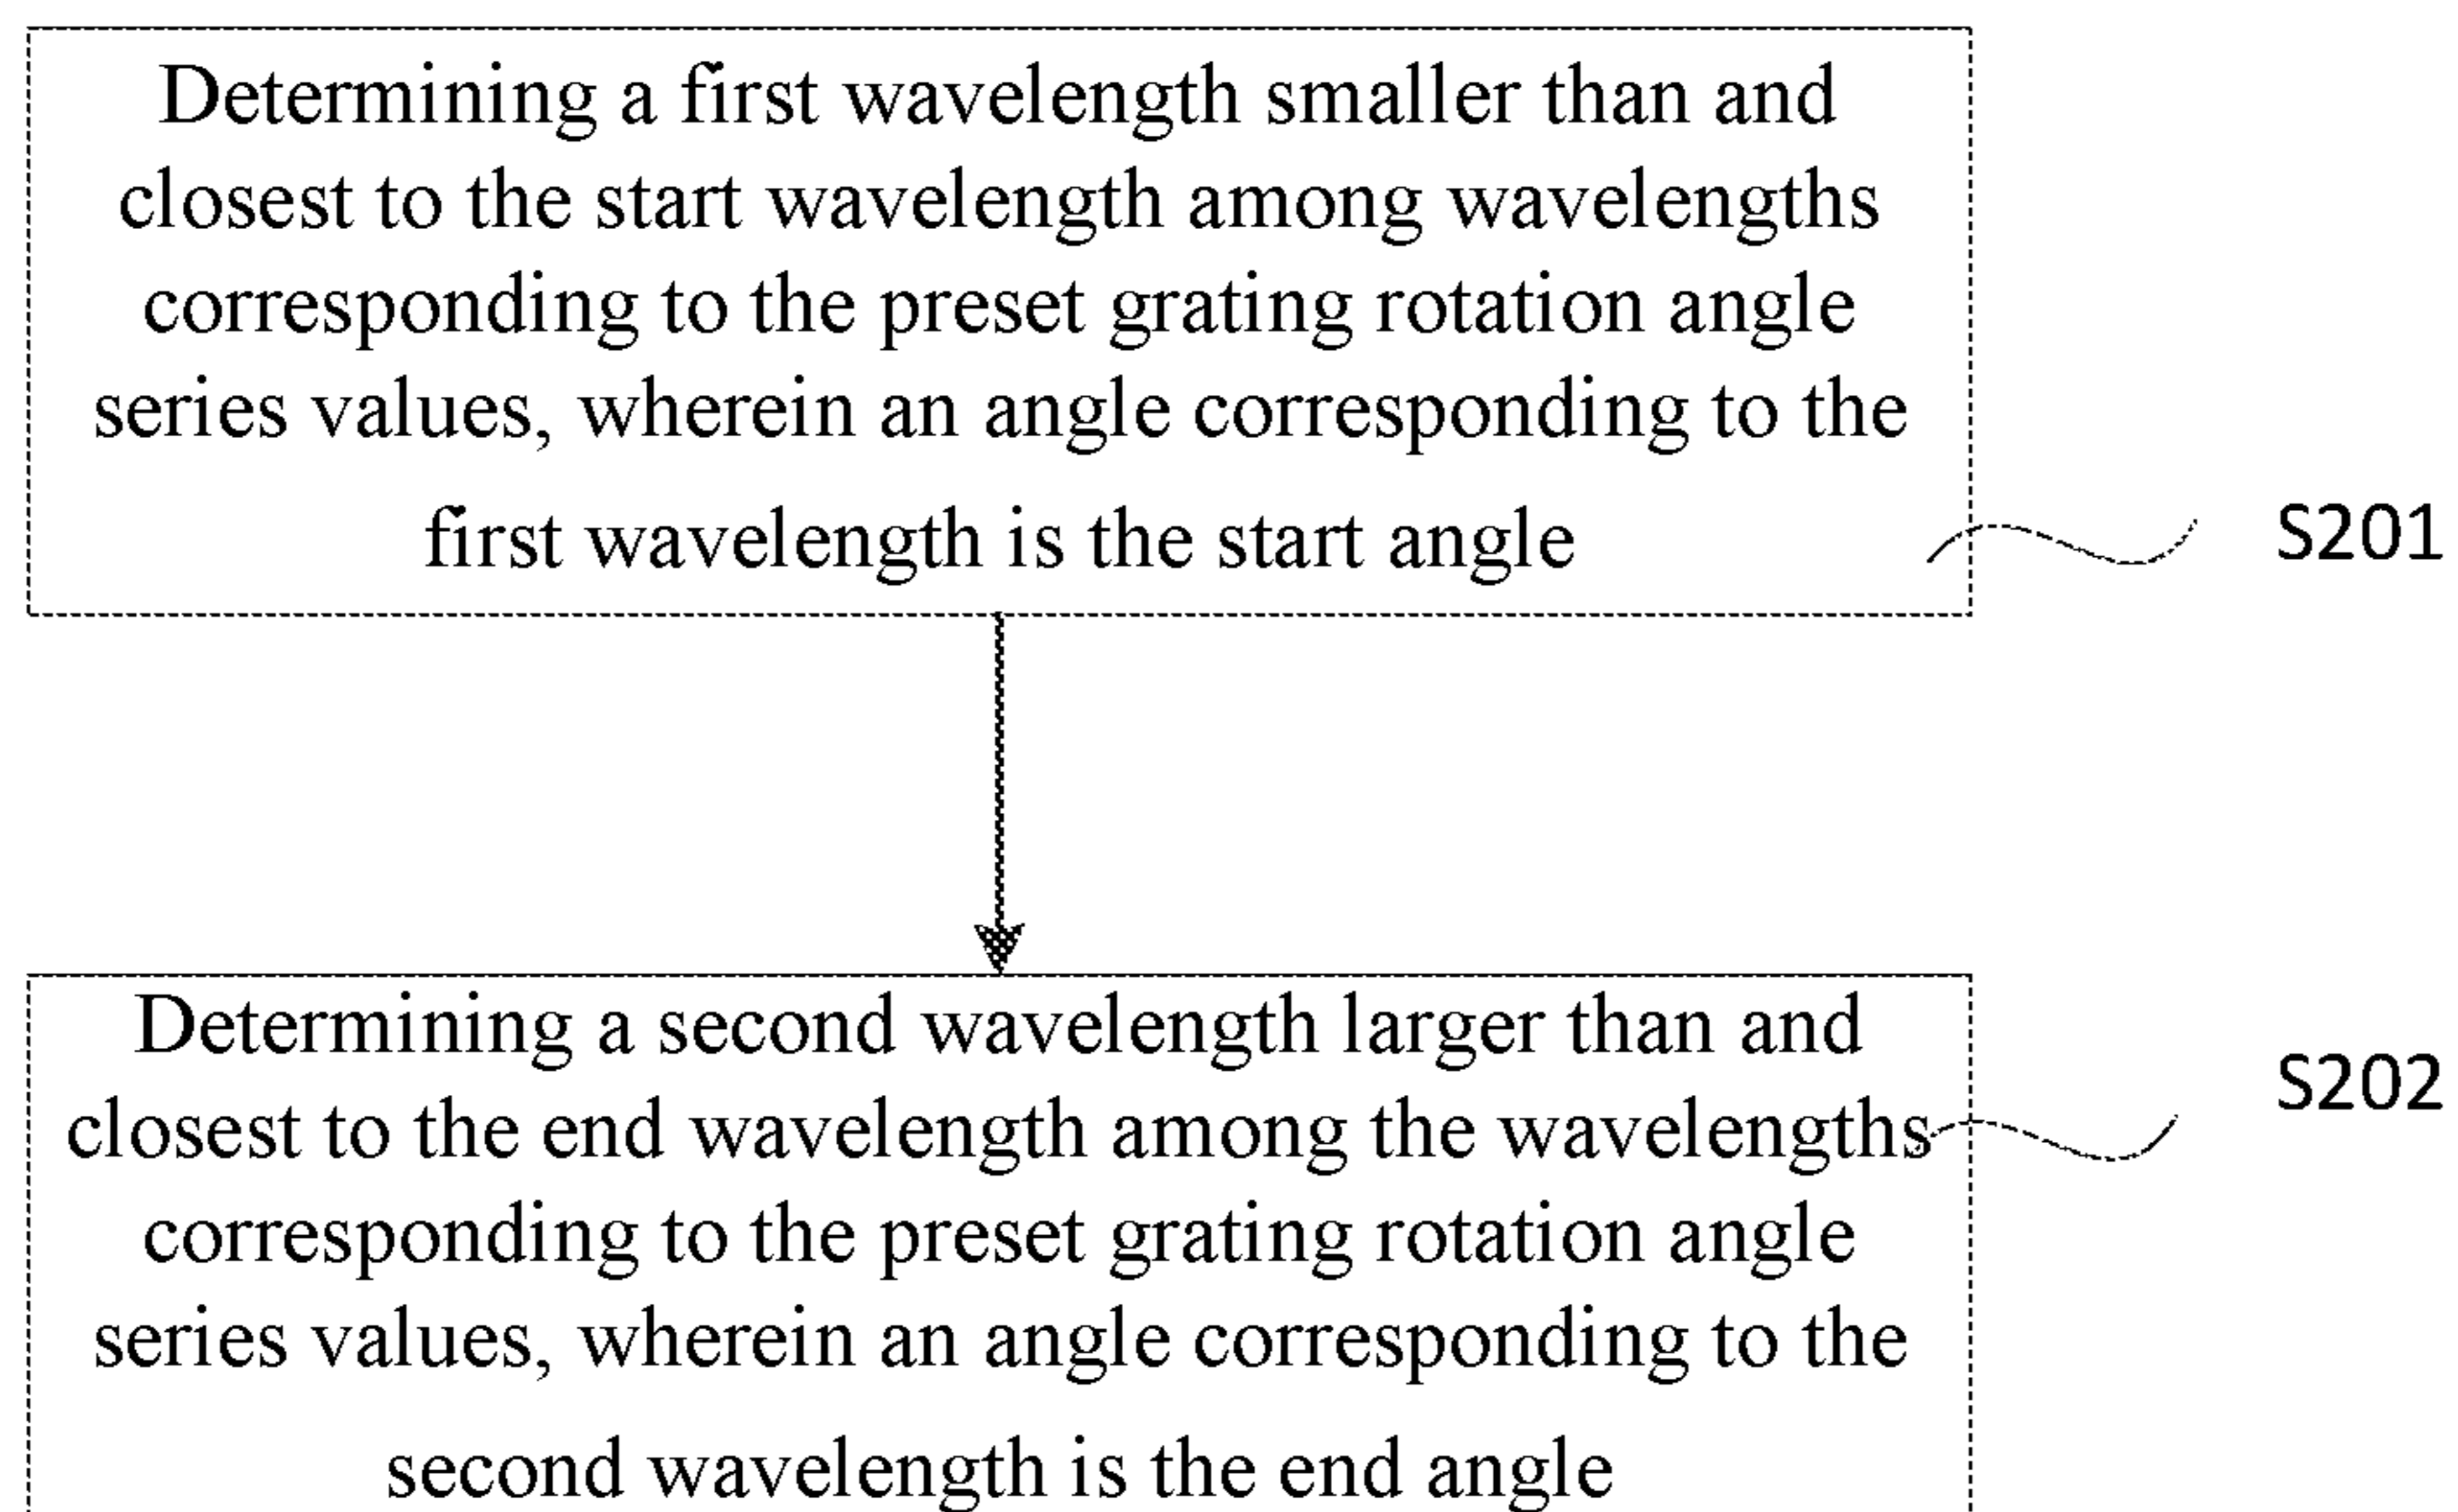 Determining a first wavelength smaller than and
closest to the start wavelength among wavelengths
corresponding to the preset grating rotation angle
series values, wherein an angle corresponding to the
first wavelength is the start angle
S201
Determining a second wavelength larger than and
closest to the end wavelength among the wavelengths
corresponding to the preset grating rotation angle
series values, wherein an angle corresponding to the
second wavelength is the end angle
S202